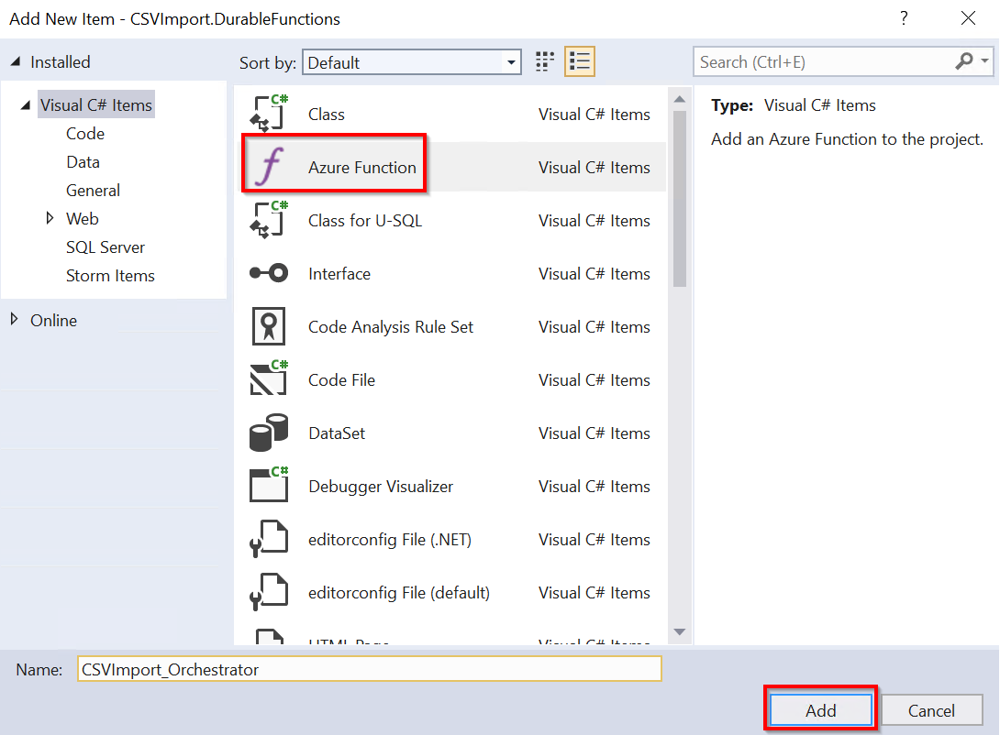 Add New Item - CSVImport.DurableFunctions
?
Installed
Visual C# Items
Code
Data
General
Web
SQL Server
Storm Items
Online
Sort by: Default
Search (Ctrl+E)
C# Class Visual C# Items
Azure Function Visual C# Items
C# Class for U-SQL Visual C# Items
Interface Visual C# Items
Code Analysis Rule Set Visual C# Items
C# Code File Visual C# Items
DataSet Visual C# Items
C# Debugger Visualizer Visual C# Items
editorconfig File (.NET) Visual C# Items
editorconfig File (default) Visual C# Items
HTML Page Visual C# Items
Type: Visual C# Items
Add an Azure Function to the project.
Name: CSVImport_Orchestrator
Add Cancel